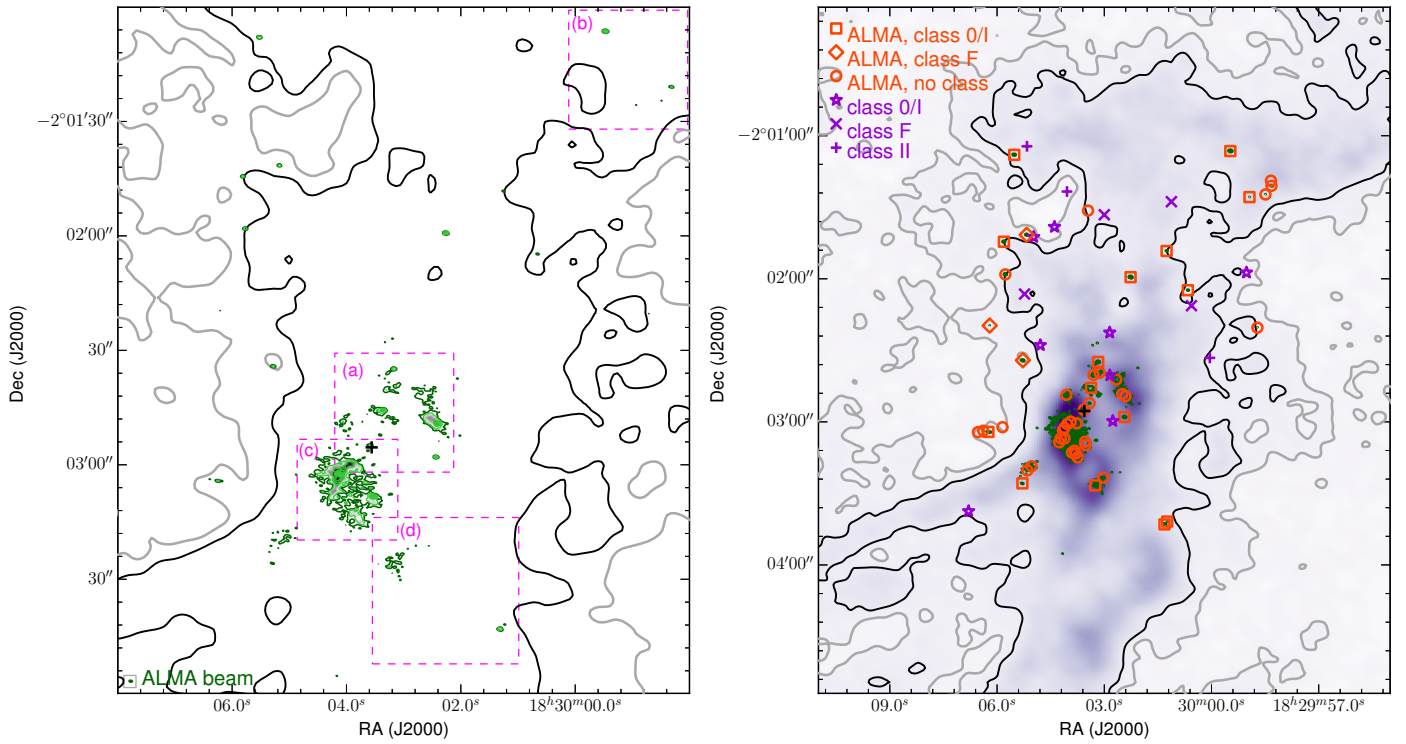 (b)
−2°01′30″
02′00″
30″
03′00″
30″
Dec (J2000)
(a)
(c)
(d)
ALMA beam
06.0ˢ 04.0ˢ 02.0ˢ 18ʰ30ᵐ00.0ˢ
RA (J2000)
ALMA, class 0/I
ALMA, class F
ALMA, no class
class 0/I
class F
class II
−2°01′00″
02′00″
03′00″
04′00″
Dec (J2000)
09.0ˢ 06.0ˢ 03.0ˢ 30ᵐ00.0ˢ 18ʰ29ᵐ57.0ˢ
RA (J2000)